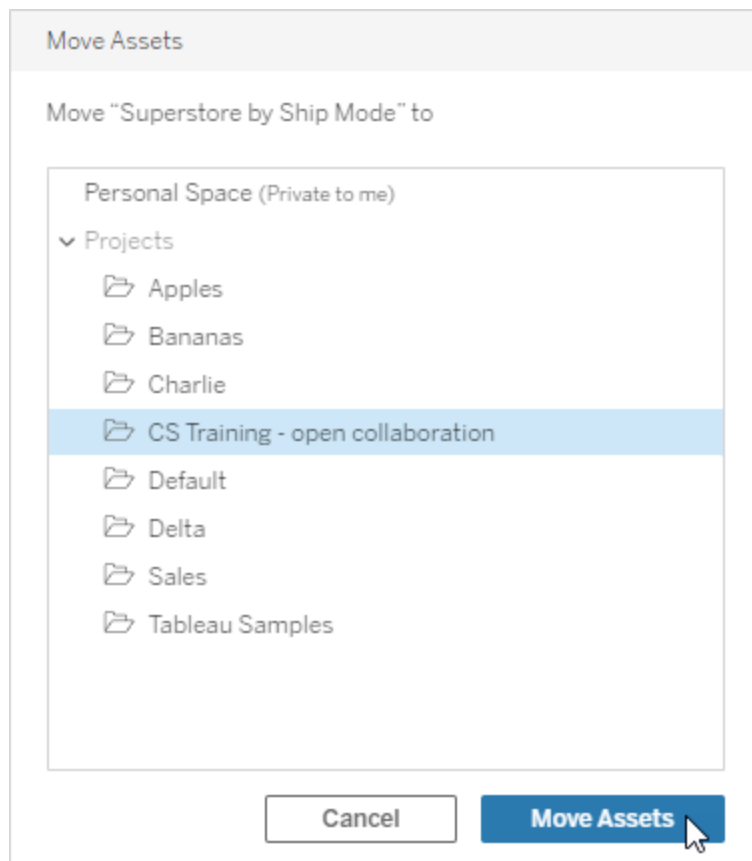 Move Assets
Move “Superstore by Ship Mode” to
Personal Space (Private to me)
Projects
Apples
Bananas
Charlie
CS Training - open collaboration
Default
Delta
Sales
Tableau Samples
Cancel
Move Assets